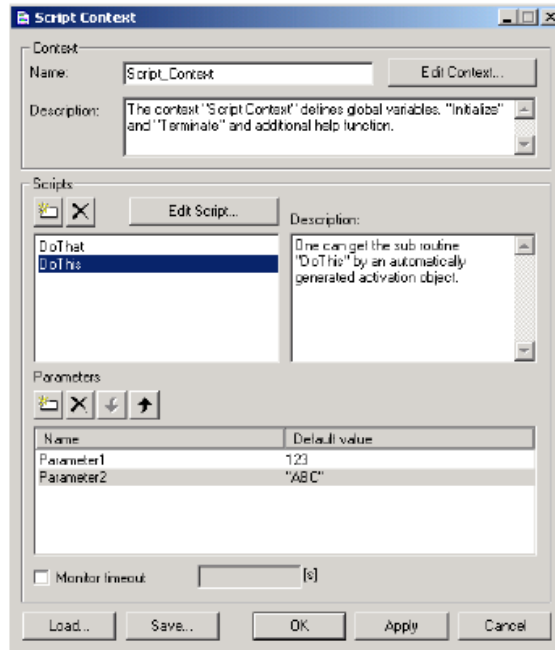 Script Context
Context
Name:
Script_Context
Edit Context...
Description:
The context "Script Context" defines global variables. "Initialize"
and "Terminate" and additional help function.
Scripts
Edit Script...
Description:
DoThat
DoThis
One can get the sub routine
"DoThis" by an automatically
generated activation object.
Parameters
Name Default value
Parameter1 123
Parameter2 "ABC"
Monitor timeout [s]
Load... Save... OK Apply Cancel